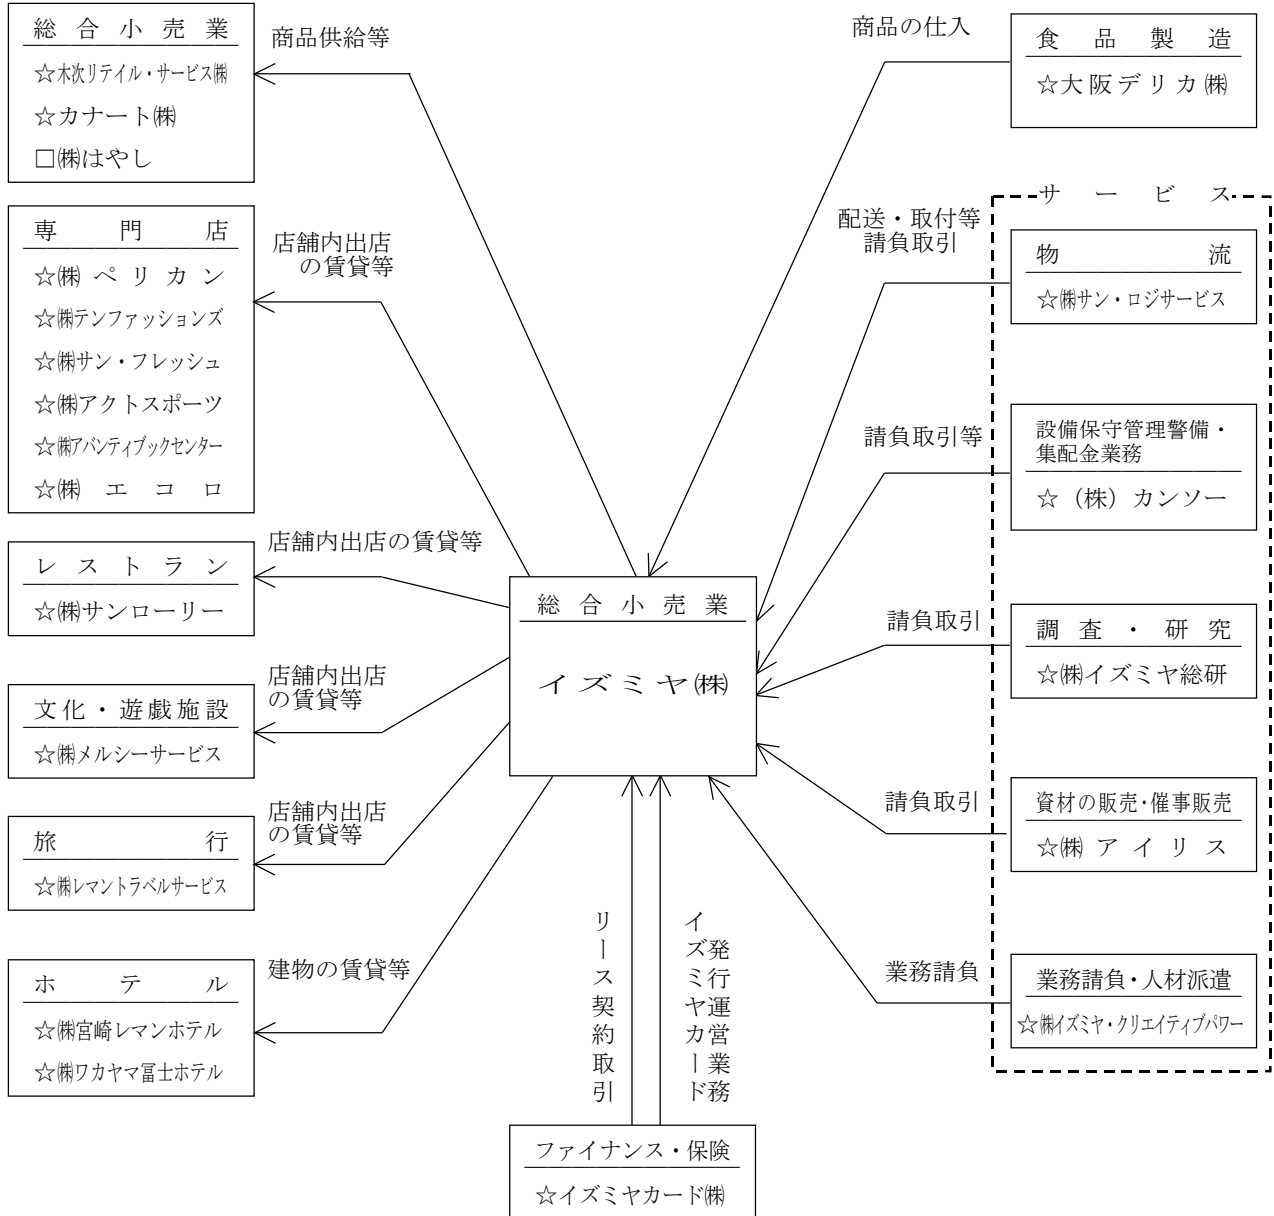 総合小売業
☆木次リテイル・サービス㈱
☆カナート㈱
□㈱はやし
商品供給等
専門店
☆㈱ペリカン
☆㈱テンファッションズ
☆㈱サン・フレッシュ
☆㈱アクトスポーツ
☆㈱アバンティブックセンター
☆㈱エコロ
店舗内出店
の賃貸等
レストラン
☆㈱サンローリー
店舗内出店の賃貸等
文化・遊戯施設
☆㈱メルシーサービス
店舗内出店
の賃貸等
旅行
☆㈱レマントラベルサービス
店舗内出店
の賃貸等
ホテル
☆㈱宮崎レマンホテル
☆㈱ワカヤマ冨士ホテル
建物の賃貸等
総合小売業
イズミヤ㈱
リース契約取引
イズミヤカード
発行運営業務
ファイナンス・保険
☆イズミヤカード㈱
商品の仕入
食品製造
☆大阪デリカ㈱
サービス
配送・取付等
請負取引
物流
☆㈱サン・ロジサービス
請負取引等
設備保守管理警備・
集配金業務
☆（株）カンソー
請負取引
調査・研究
☆㈱イズミヤ総研
請負取引
資材の販売・催事販売
☆㈱アイリス
業務請負
業務請負・人材派遣
☆㈱イズミヤ・クリエイティブパワー